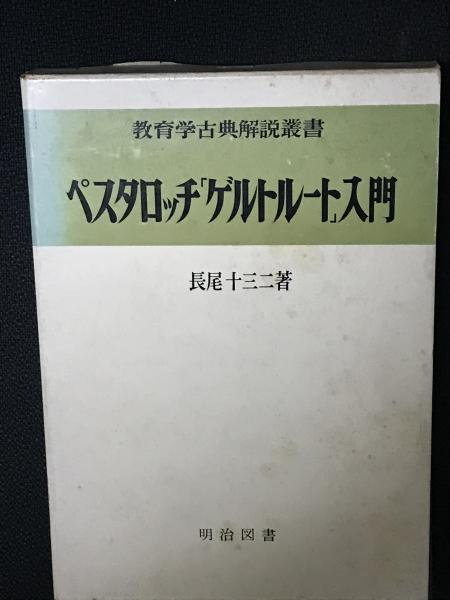 教育学古典解説叢書
ペスタロッチ「ゲルトルート」入門
長尾十三二著
明治図書